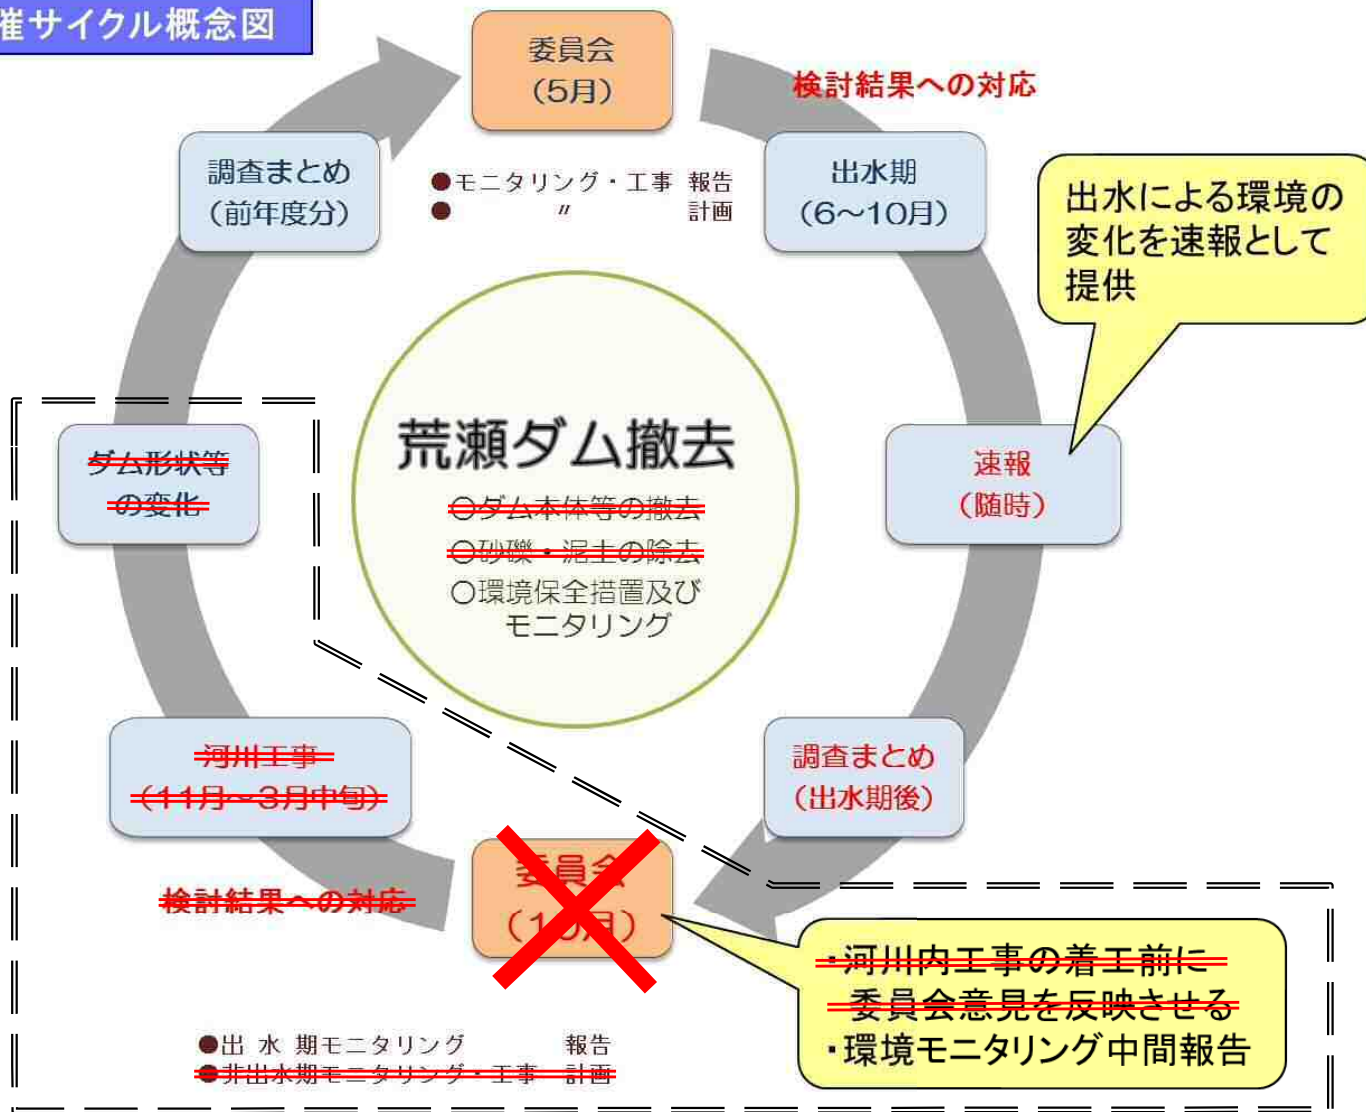 催サイクル概念図
委員会
（5月）
検討結果への対応
調査まとめ
（前年度分）
●モニタリング・工事 報告
● 〃 計画
出水期
（6～10月）
出水による環境の
変化を速報として
提供
荒瀬ダム撤去
○ダム本体等の撤去
○砂礫・泥土の除去
○環境保全措置及び
モニタリング
ダム形状等
の変化
速報
（随時）
河川工事
（11月～3月中旬）
調査まとめ
（出水期後）
検討結果への対応
委員会
（10月）
・河川内工事の着工前に
委員会意見を反映させる
・環境モニタリング中間報告
●出 水 期モニタリング 報告
●非出水期モニタリング・工事 計画